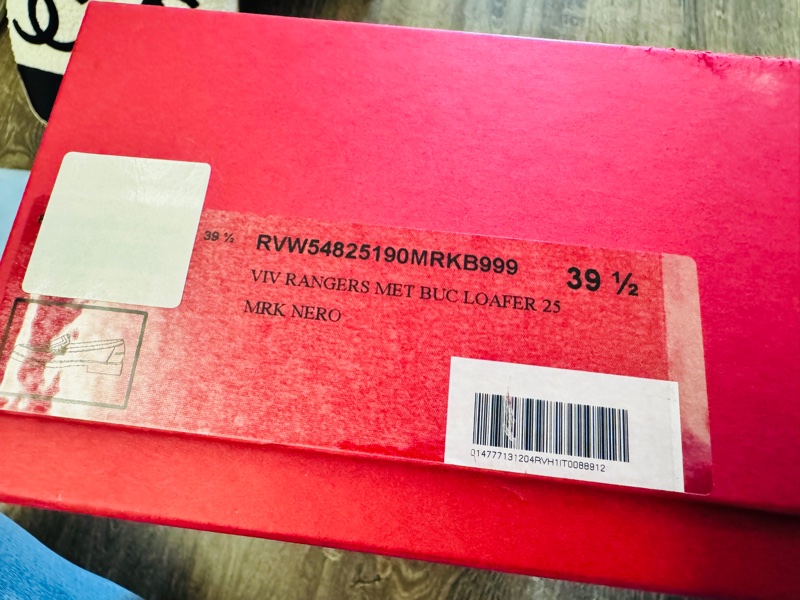 39 ½
RVW54825190MRKB999
39 ½
VIV RANGERS MET BUC LOAFER 25
MRK NERO
014777131204RVH1IT0088912